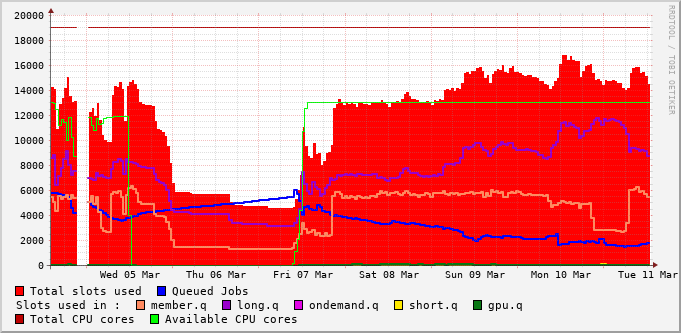 20000
18000
16000
14000
12000
10000
8000
6000
4000
2000
0
Wed 05 Mar Thu 06 Mar Fri 07 Mar Sat 08 Mar Sun 09 Mar Mon 10 Mar Tue 11 Mar
RRDTOOL / TOBI OETIKER
Total slots used Queued Jobs
Slots used in : member.q long.q ondemand.q short.q gpu.q
Total CPU cores Available CPU cores